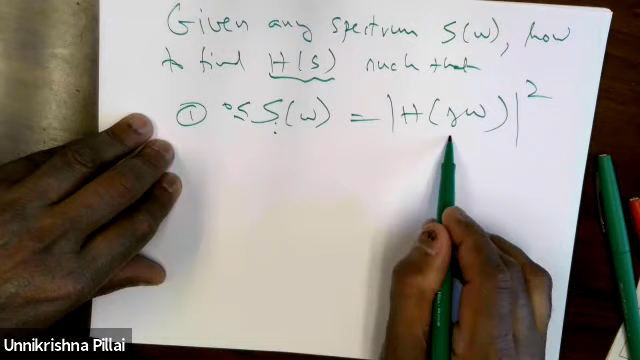 Given any spectrum S(ω), how
to find H(s) such that
① 0 ≤ S(ω) = |H(jω)|²
Unnikrishna Pillai